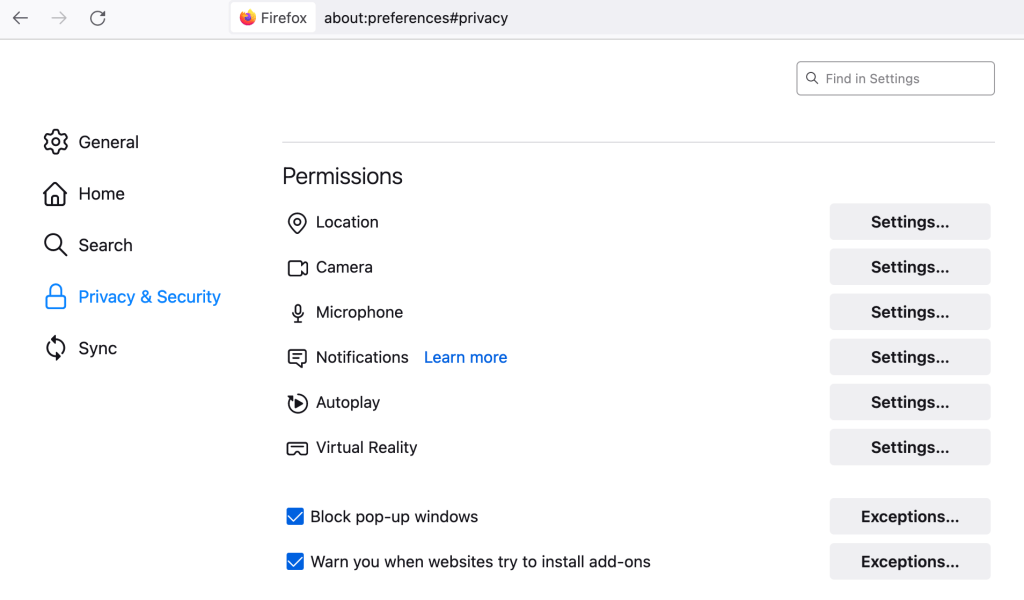 Firefox about:preferences#privacy
Find in Settings
General
Home
Search
Privacy & Security
Sync
Permissions
Location Settings...
Camera Settings...
Microphone Settings...
Notifications Learn more Settings...
Autoplay Settings...
Virtual Reality Settings...
Block pop-up windows Exceptions...
Warn you when websites try to install add-ons Exceptions...